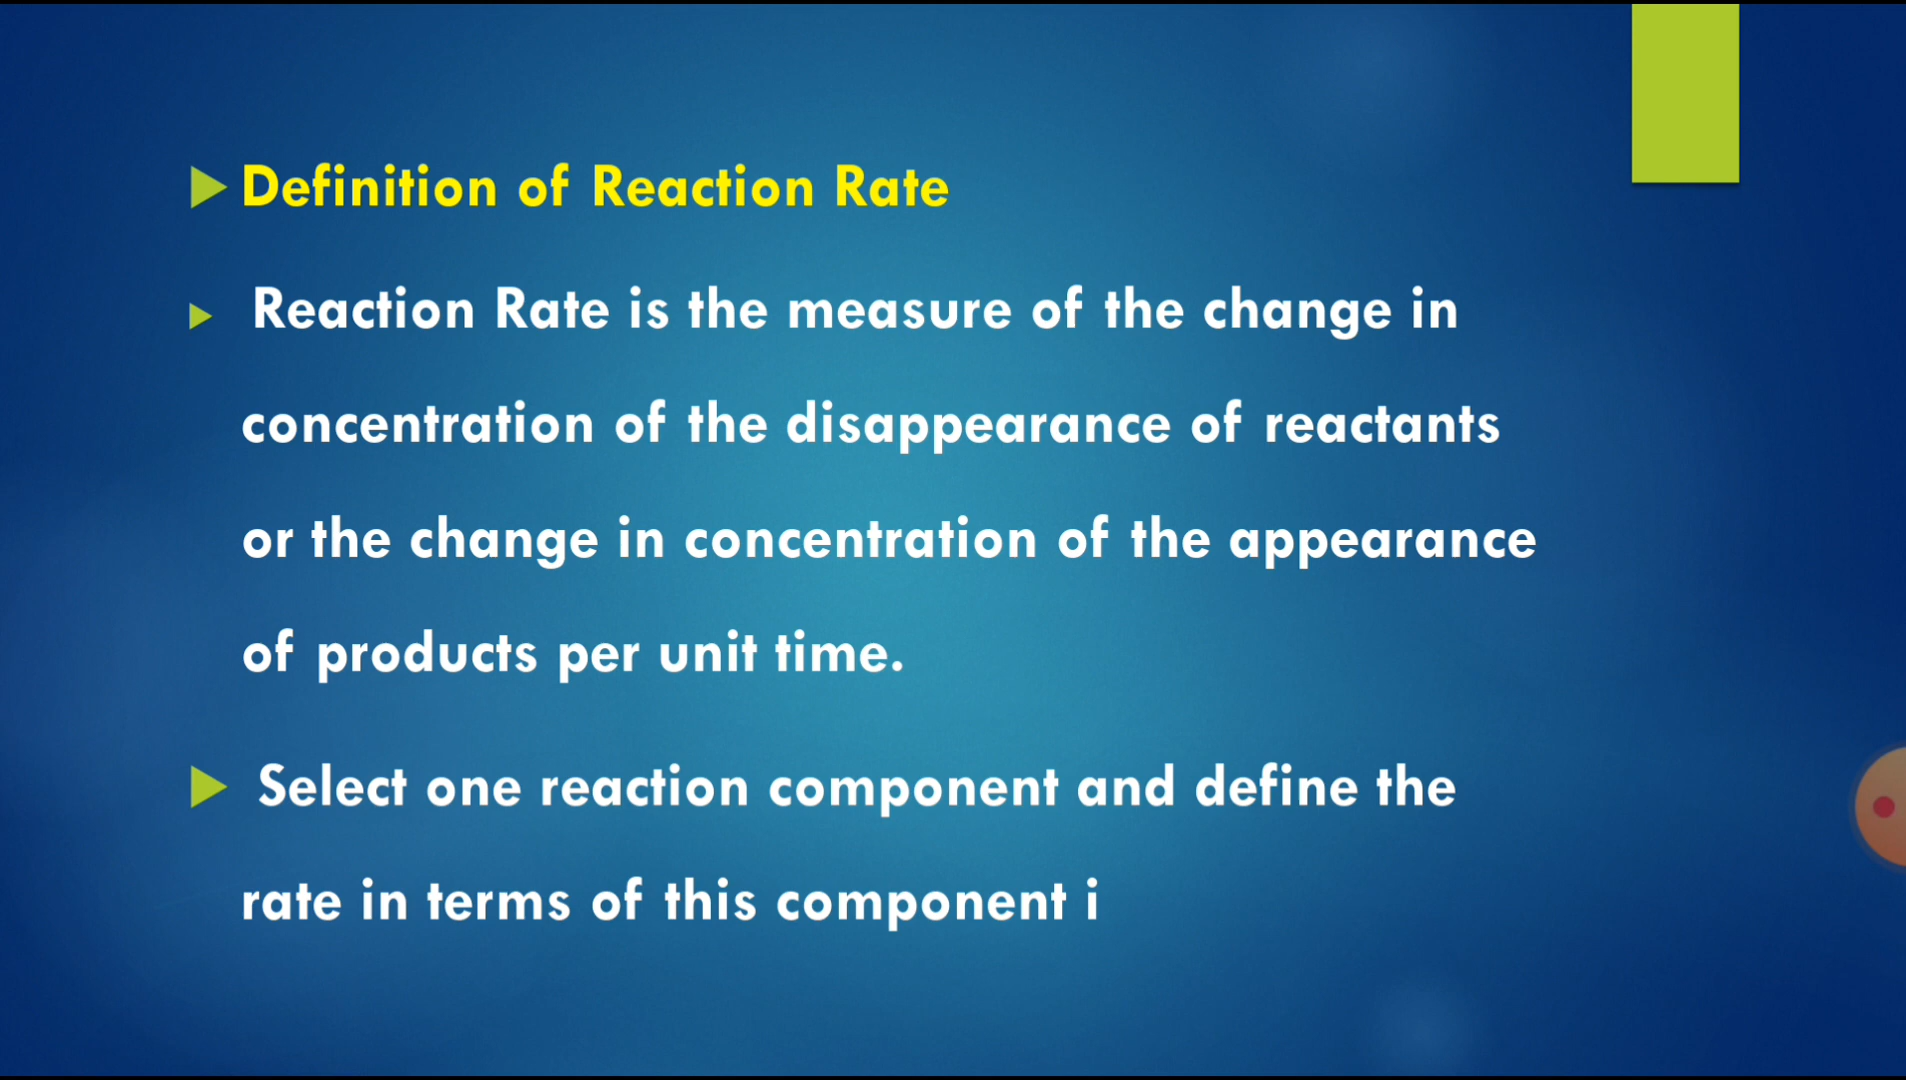 Definition of Reaction Rate
Reaction Rate is the measure of the change in
concentration of the disappearance of reactants
or the change in concentration of the appearance
of products per unit time.
Select one reaction component and define the
rate in terms of this component i